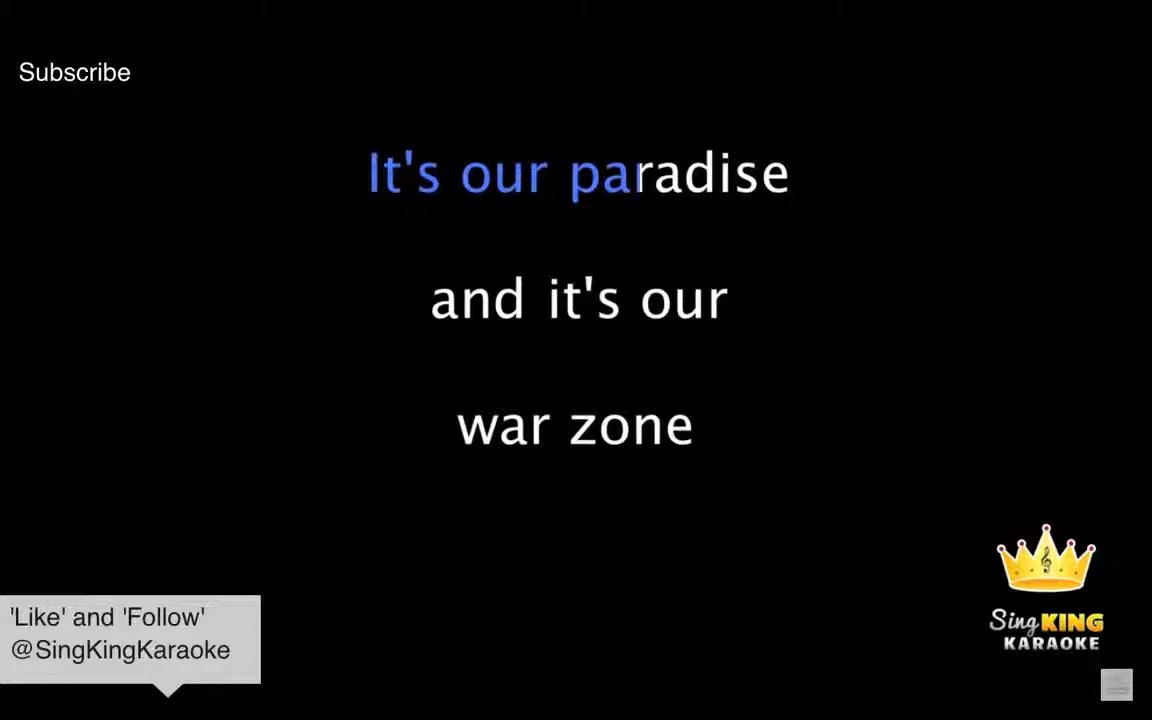 Subscribe
It's our paradise
and it's our
war zone
'Like' and 'Follow'
@SingKingKaraoke
Sing KING
KARAOKE